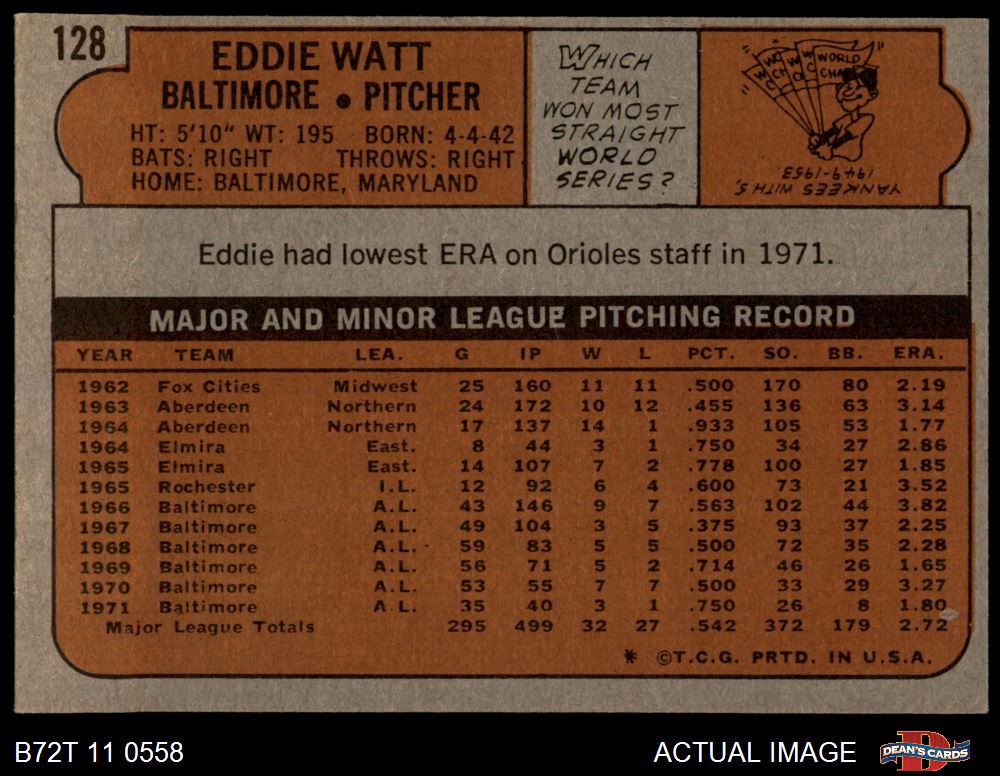 128
EDDIE WATT
BALTIMORE • PITCHER
HT: 5'10" WT: 195 BORN: 4-4-42
BATS: RIGHT THROWS: RIGHT
HOME: BALTIMORE, MARYLAND
WHICH
TEAM
WON MOST
STRAIGHT
WORLD
SERIES?
WORLD
CHA
YANKEES WITH 5,
1949-1953.
Eddie had lowest ERA on Orioles staff in 1971.
MAJOR AND MINOR LEAGUE PITCHING RECORD
YEAR TEAM LEA. G IP W L PCT. SO. BB. ERA.
1962 Fox Cities Midwest 25 160 11 11 .500 170 80 2.19
1963 Aberdeen Northern 24 172 10 12 .455 136 63 3.14
1964 Aberdeen Northern 17 137 14 1 .933 105 53 1.77
1964 Elmira East. 8 44 3 1 .750 34 27 2.86
1965 Elmira East. 14 107 7 2 .778 100 27 1.85
1965 Rochester I.L. 12 92 6 4 .600 73 21 3.52
1966 Baltimore A.L. 43 146 9 7 .563 102 44 3.82
1967 Baltimore A.L. 49 104 3 5 .375 93 37 2.25
1968 Baltimore A.L. 59 83 5 5 .500 72 35 2.28
1969 Baltimore A.L. 56 71 5 2 .714 46 26 1.65
1970 Baltimore A.L. 53 55 7 7 .500 33 29 3.27
1971 Baltimore A.L. 35 40 3 1 .750 26 8 1.80
Major League Totals 295 499 32 27 .542 372 179 2.72
* ©T.C.G. PRTD. IN U.S.A.
B72T 11 0558
ACTUAL IMAGE
DEAN'S CARDS